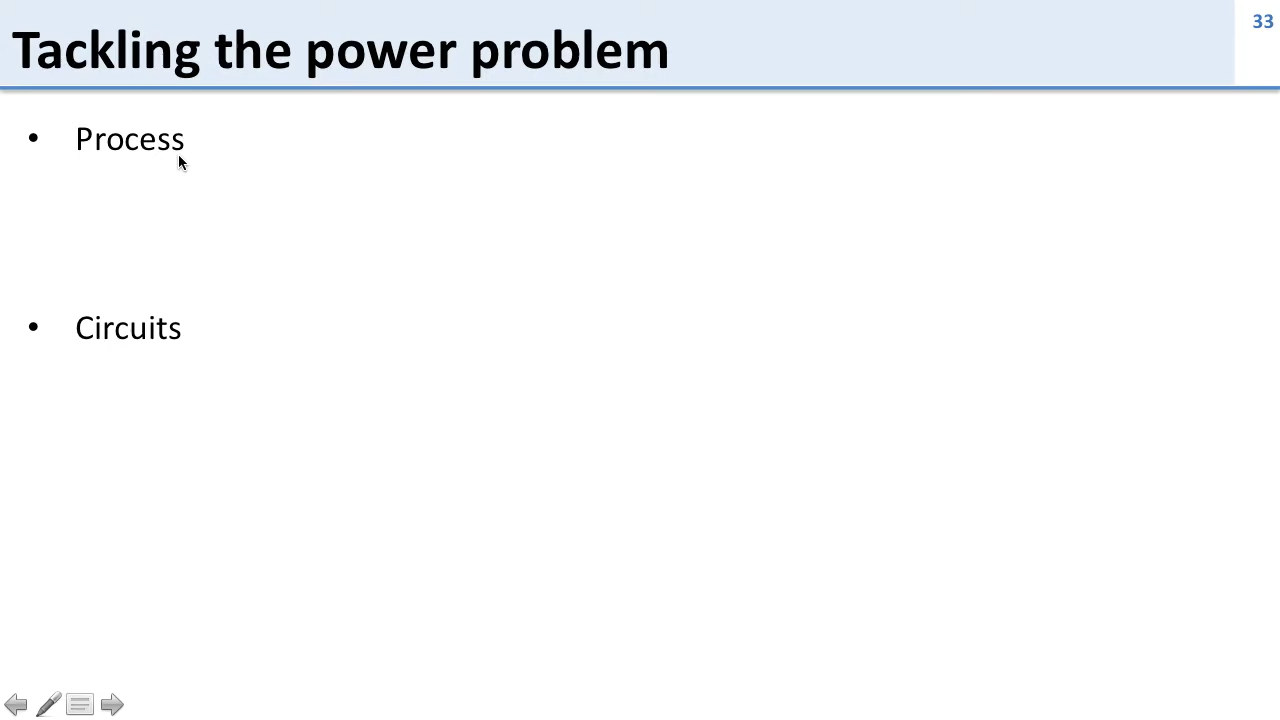 Tackling the power problem
33
• Process
• Circuits